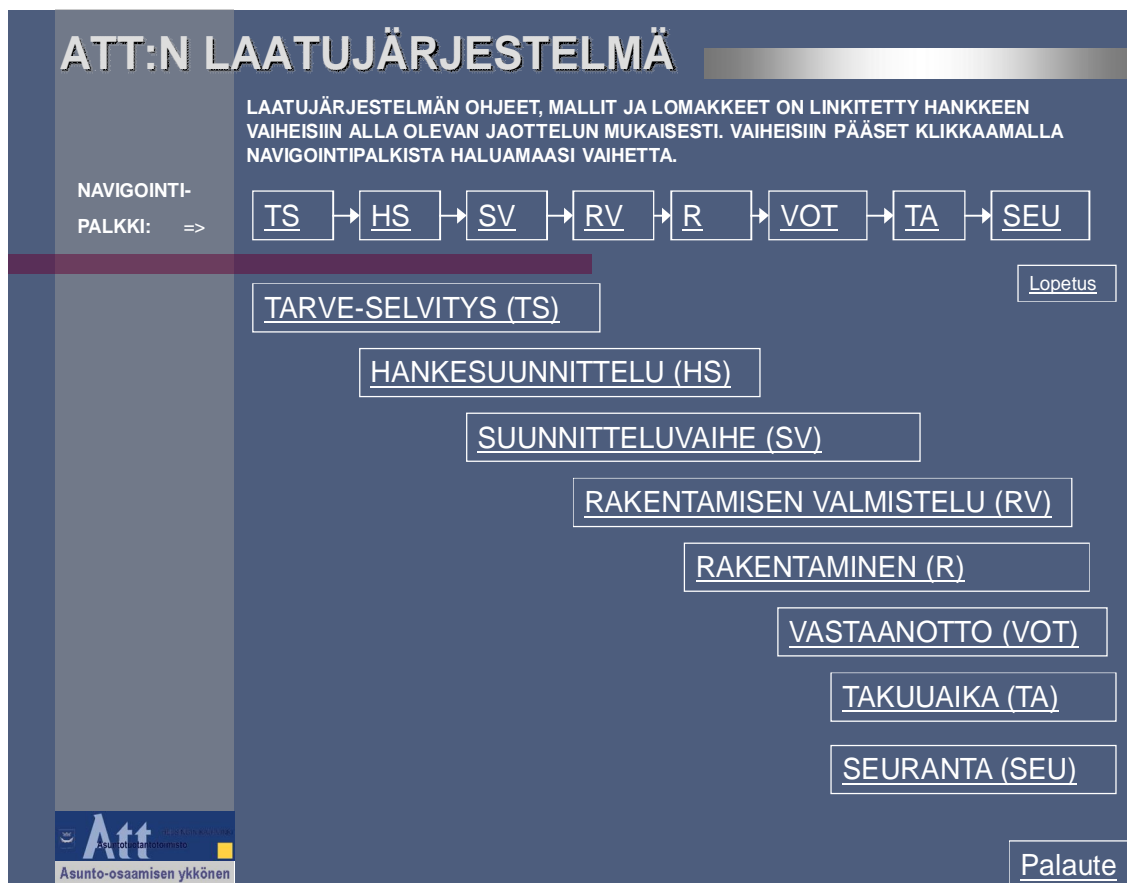 ATT:N LAATUJÄRJESTELMÄ
LAATUJÄRJESTELMÄN OHJEET, MALLIT JA LOMAKKEET ON LINKITETTY HANKKEEN
VAIHEISIIN ALLA OLEVAN JAOTTELUN MUKAISESTI. VAIHEISIIN PÄÄSET KLIKKAAMALLA
NAVIGOINTIPALKISTA HALUAMAASI VAIHETTA.
NAVIGOINTI-
PALKKI: =>
TS HS SV RV R VOT TA SEU
Lopetus
TARVE-SELVITYS (TS)
HANKESUUNNITTELU (HS)
SUUNNITTELUVAIHE (SV)
RAKENTAMISEN VALMISTELU (RV)
RAKENTAMINEN (R)
VASTAANOTTO (VOT)
TAKUUAIKA (TA)
SEURANTA (SEU)
Att
Asuntotuotantotoimisto
Asunto-osaamisen ykkönen
Palaute